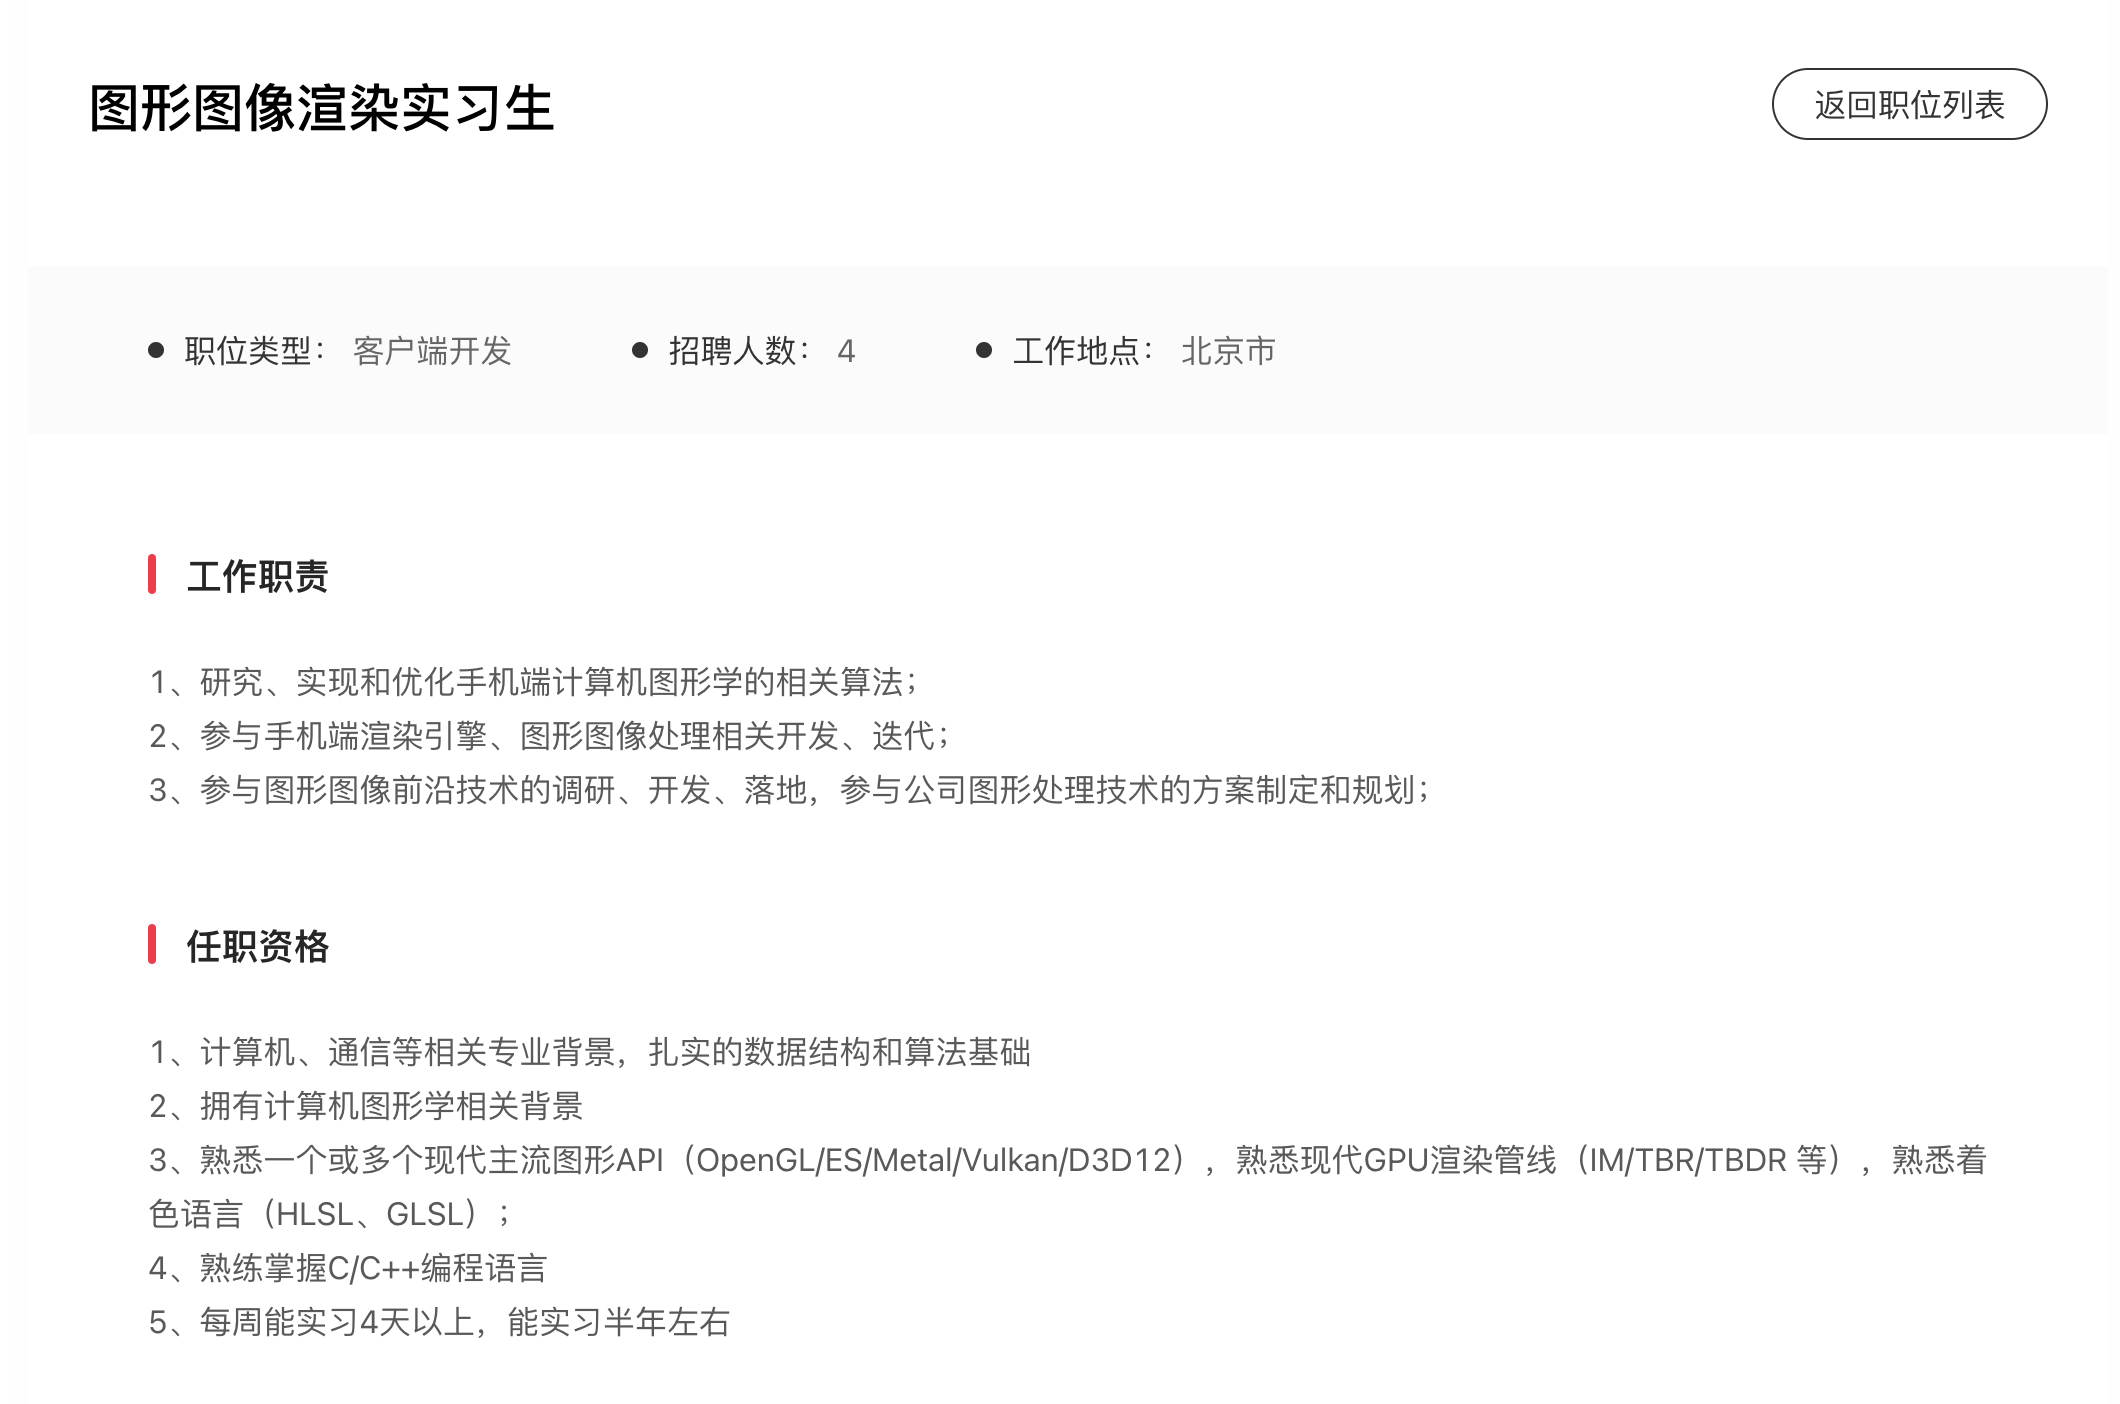 图形图像渲染实习生
返回职位列表
职位类型： 客户端开发 招聘人数： 4 工作地点： 北京市
工作职责
1、研究、实现和优化手机端计算机图形学的相关算法；
2、参与手机端渲染引擎、图形图像处理相关开发、迭代；
3、参与图形图像前沿技术的调研、开发、落地，参与公司图形处理技术的方案制定和规划；
任职资格
1、计算机、通信等相关专业背景，扎实的数据结构和算法基础
2、拥有计算机图形学相关背景
3、熟悉一个或多个现代主流图形API（OpenGL/ES/Metal/Vulkan/D3D12），熟悉现代GPU渲染管线（IM/TBR/TBDR 等），熟悉着
色语言（HLSL、GLSL）；
4、熟练掌握C/C++编程语言
5、每周能实习4天以上，能实习半年左右